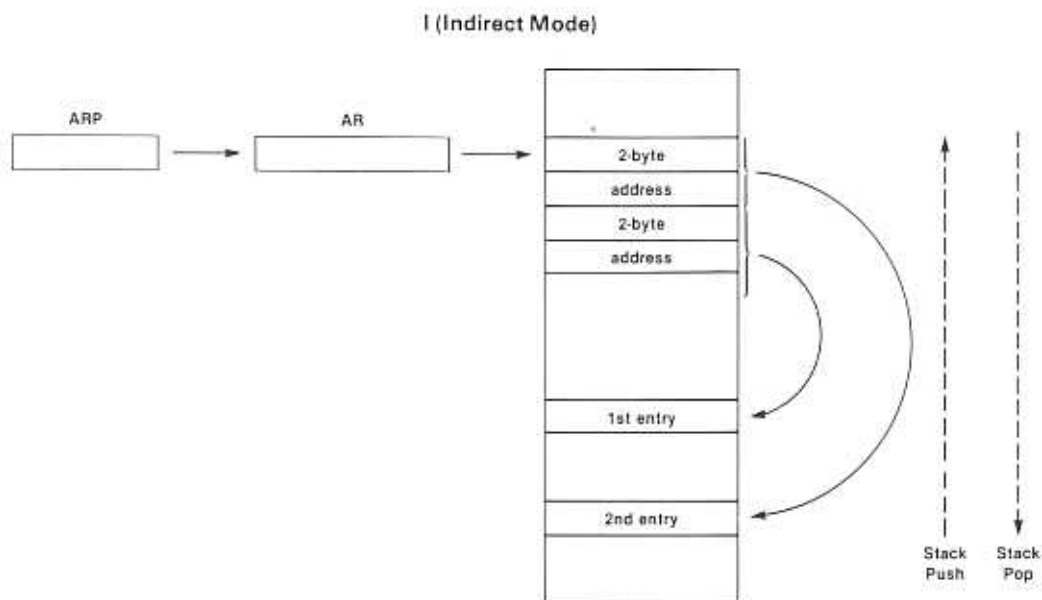 I (Indirect Mode)
ARP
AR
2-byte
address
2-byte
address
1st entry
2nd entry
Stack
Push
Stack
Pop